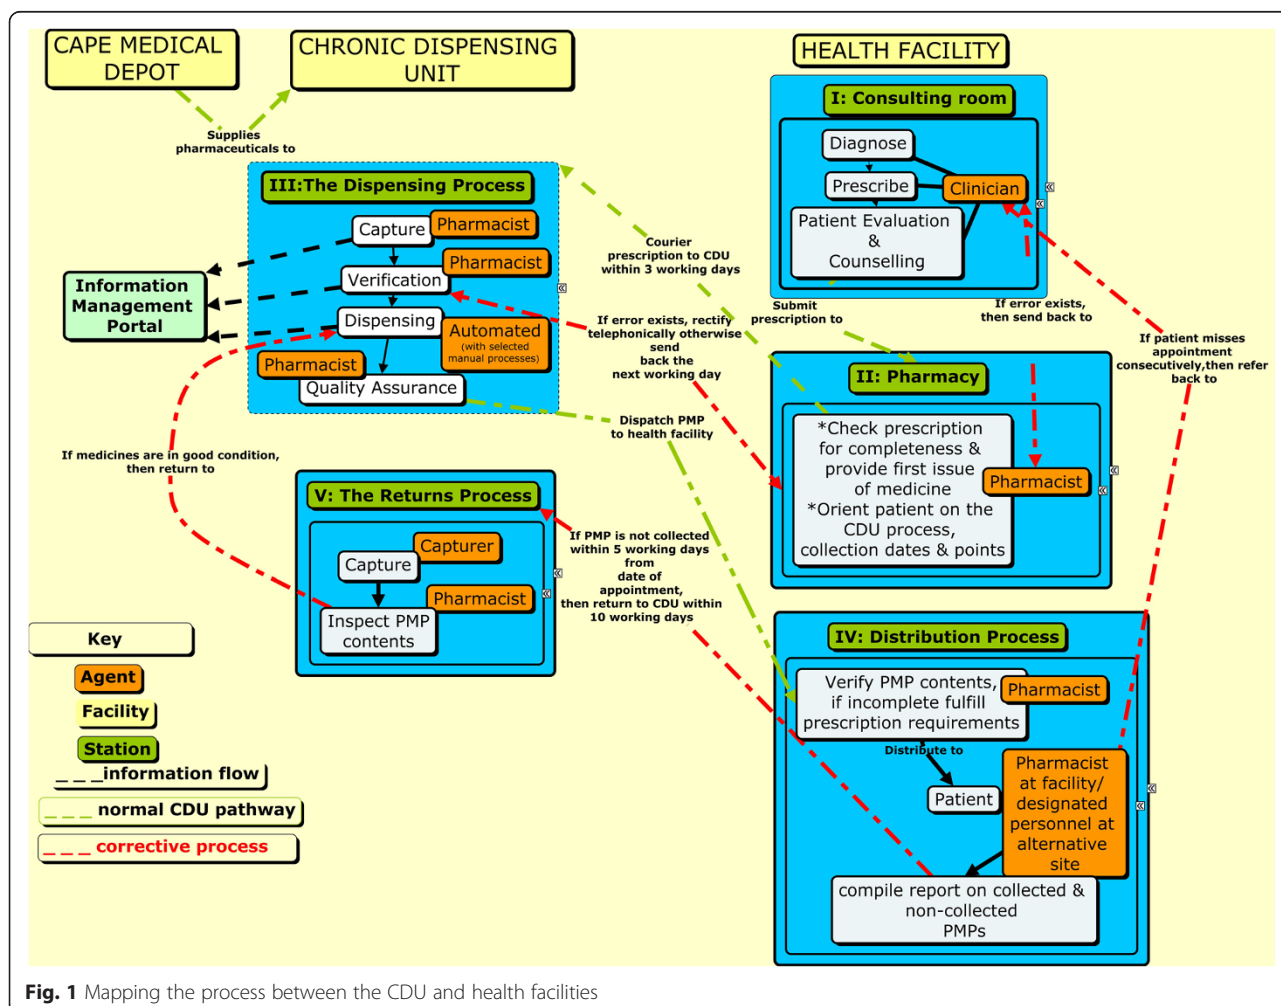 CAPE MEDICAL
DEPOT
CHRONIC DISPENSING
UNIT
HEALTH FACILITY
Supplies
pharmaceuticals to
I: Consulting room
Diagnose
Prescribe
Clinician
Patient Evaluation
&
Counselling
III:The Dispensing Process
Capture
Pharmacist
Verification
Pharmacist
Dispensing
Automated
(with selected
manual processes)
Pharmacist
Quality Assurance
Information
Management
Portal
Courier
prescription to CDU
within 3 working days
Submit
prescription to
If error exists,
then send back to
If error exists, rectify
telephonically otherwise
send
back the
next working day
If patient misses
appointment
consecutively,then refer
back to
II: Pharmacy
*Check prescription
for completeness &
provide first issue
of medicine
*Orient patient on the
CDU process,
collection dates & points
Pharmacist
Dispatch PMP
to health facility
If medicines are in good condition,
then return to
V: The Returns Process
Capturer
Capture
Pharmacist
Inspect PMP
contents
If PMP is not collected
within 5 working days
from
date of
appointment,
then return to CDU within
10 working days
IV: Distribution Process
Verify PMP contents,
if incomplete fulfill
prescription requirements
Pharmacist
Distribute to
Patient
Pharmacist
at facility/
designated
personnel at
alternative
site
compile report on collected &
non-collected
PMPs
Key
Agent
Facility
Station
_ _ _information flow
_ _ _ normal CDU pathway
_ _ _ corrective process
Fig. 1 Mapping the process between the CDU and health facilities